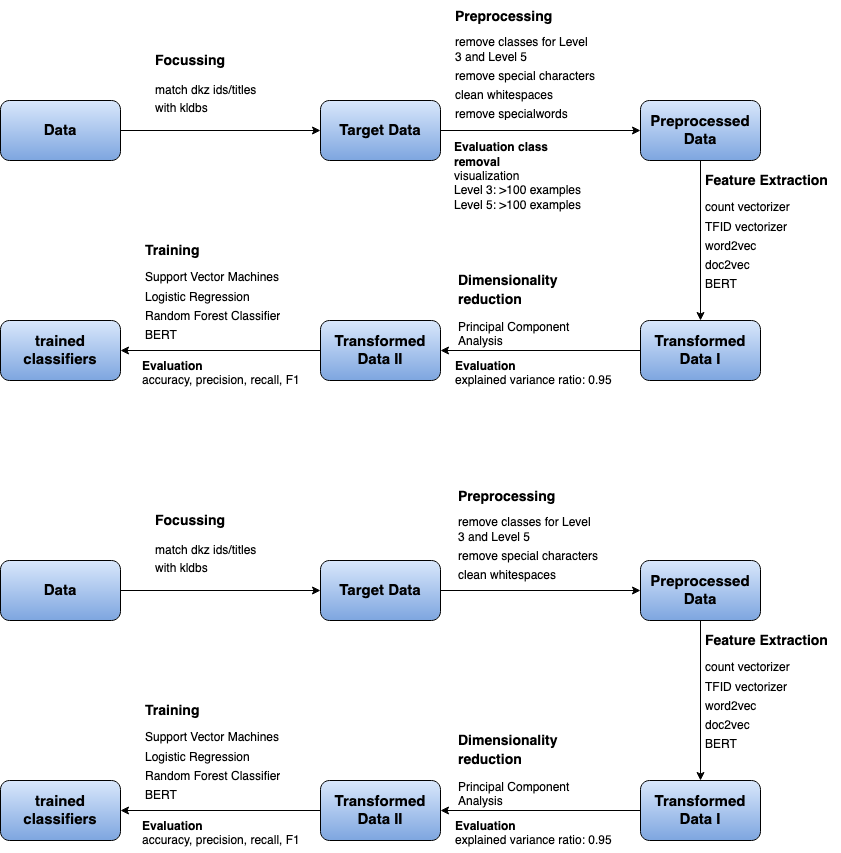 Preprocessing
remove classes for Level
3 and Level 5
remove special characters
clean whitespaces
remove specialwords
Focussing
match dkz ids/titles
with kldbs
Data
Target Data
Preprocessed
Data
Evaluation class
removal
visualization
Level 3: >100 examples
Level 5: >100 examples
Feature Extraction
count vectorizer
TFID vectorizer
word2vec
doc2vec
BERT
Training
Support Vector Machines
Logistic Regression
Random Forest Classifier
BERT
Dimensionality
reduction
Principal Component
Analysis
trained
classifiers
Transformed
Data II
Transformed
Data I
Evaluation
accuracy, precision, recall, F1
Evaluation
explained variance ratio: 0.95
Preprocessing
remove classes for Level
3 and Level 5
remove special characters
clean whitespaces
Focussing
match dkz ids/titles
with kldbs
Data
Target Data
Preprocessed
Data
Feature Extraction
count vectorizer
TFID vectorizer
word2vec
doc2vec
BERT
Training
Support Vector Machines
Logistic Regression
Random Forest Classifier
BERT
Dimensionality
reduction
Principal Component
Analysis
trained
classifiers
Transformed
Data II
Transformed
Data I
Evaluation
accuracy, precision, recall, F1
Evaluation
explained variance ratio: 0.95